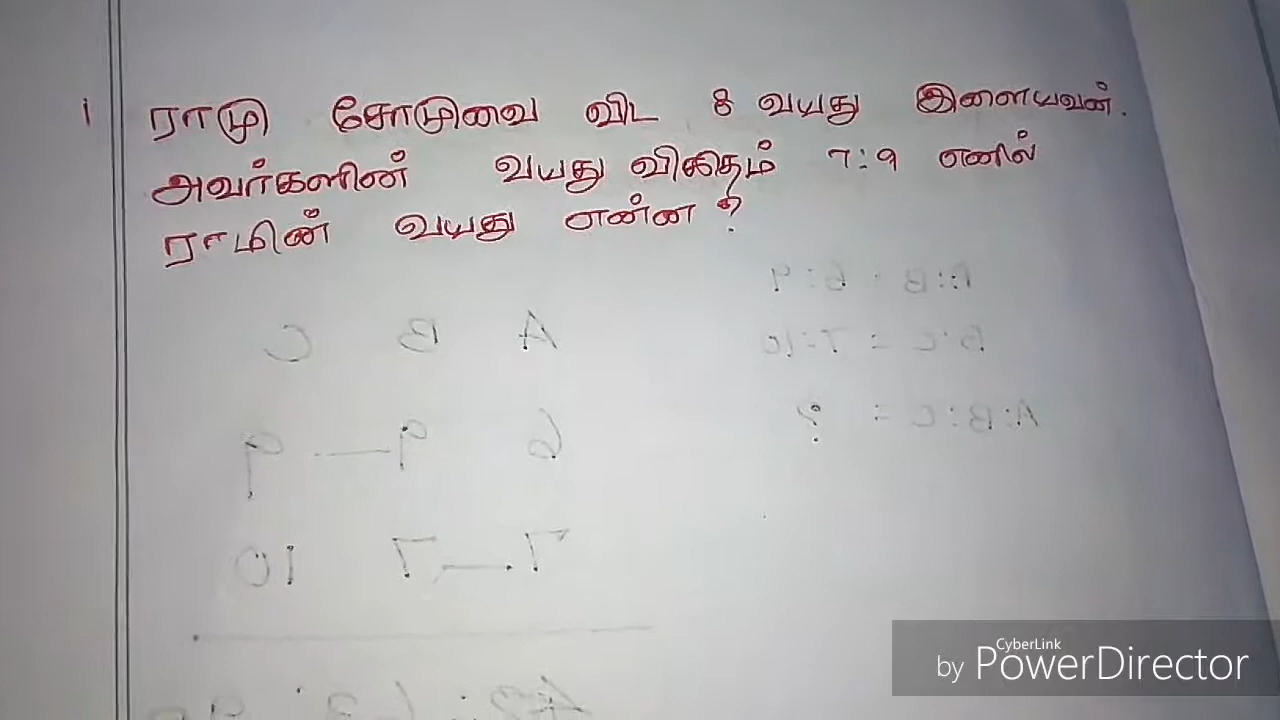 1 ராமு சோமுவை விட 8 வயது இளையவன்.
அவர்களின் வயது விகிதம் 7:9 எனில்
ராமின் வயது என்ன?
A:B = 6:9
B:C = 7:10
A:B:C = ?
A B C
6 9 — 9
7 — 7 10
CyberLink
by PowerDirector